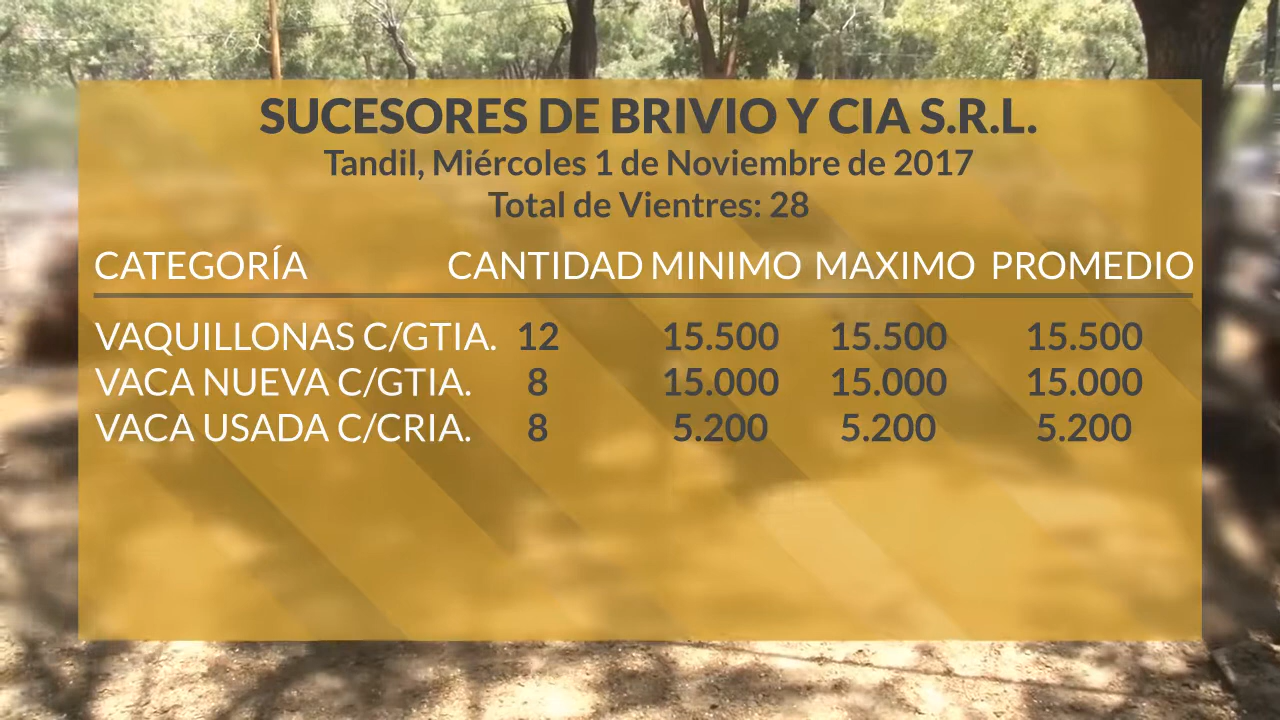 SUCESORES DE BRIVIO Y CIA S.R.L.
Tandil, Miércoles 1 de Noviembre de 2017
Total de Vientres: 28
CATEGORÍA CANTIDAD MINIMO MAXIMO PROMEDIO
VAQUILLONAS C/GTIA. 12 15.500 15.500 15.500
VACA NUEVA C/GTIA. 8 15.000 15.000 15.000
VACA USADA C/CRIA. 8 5.200 5.200 5.200